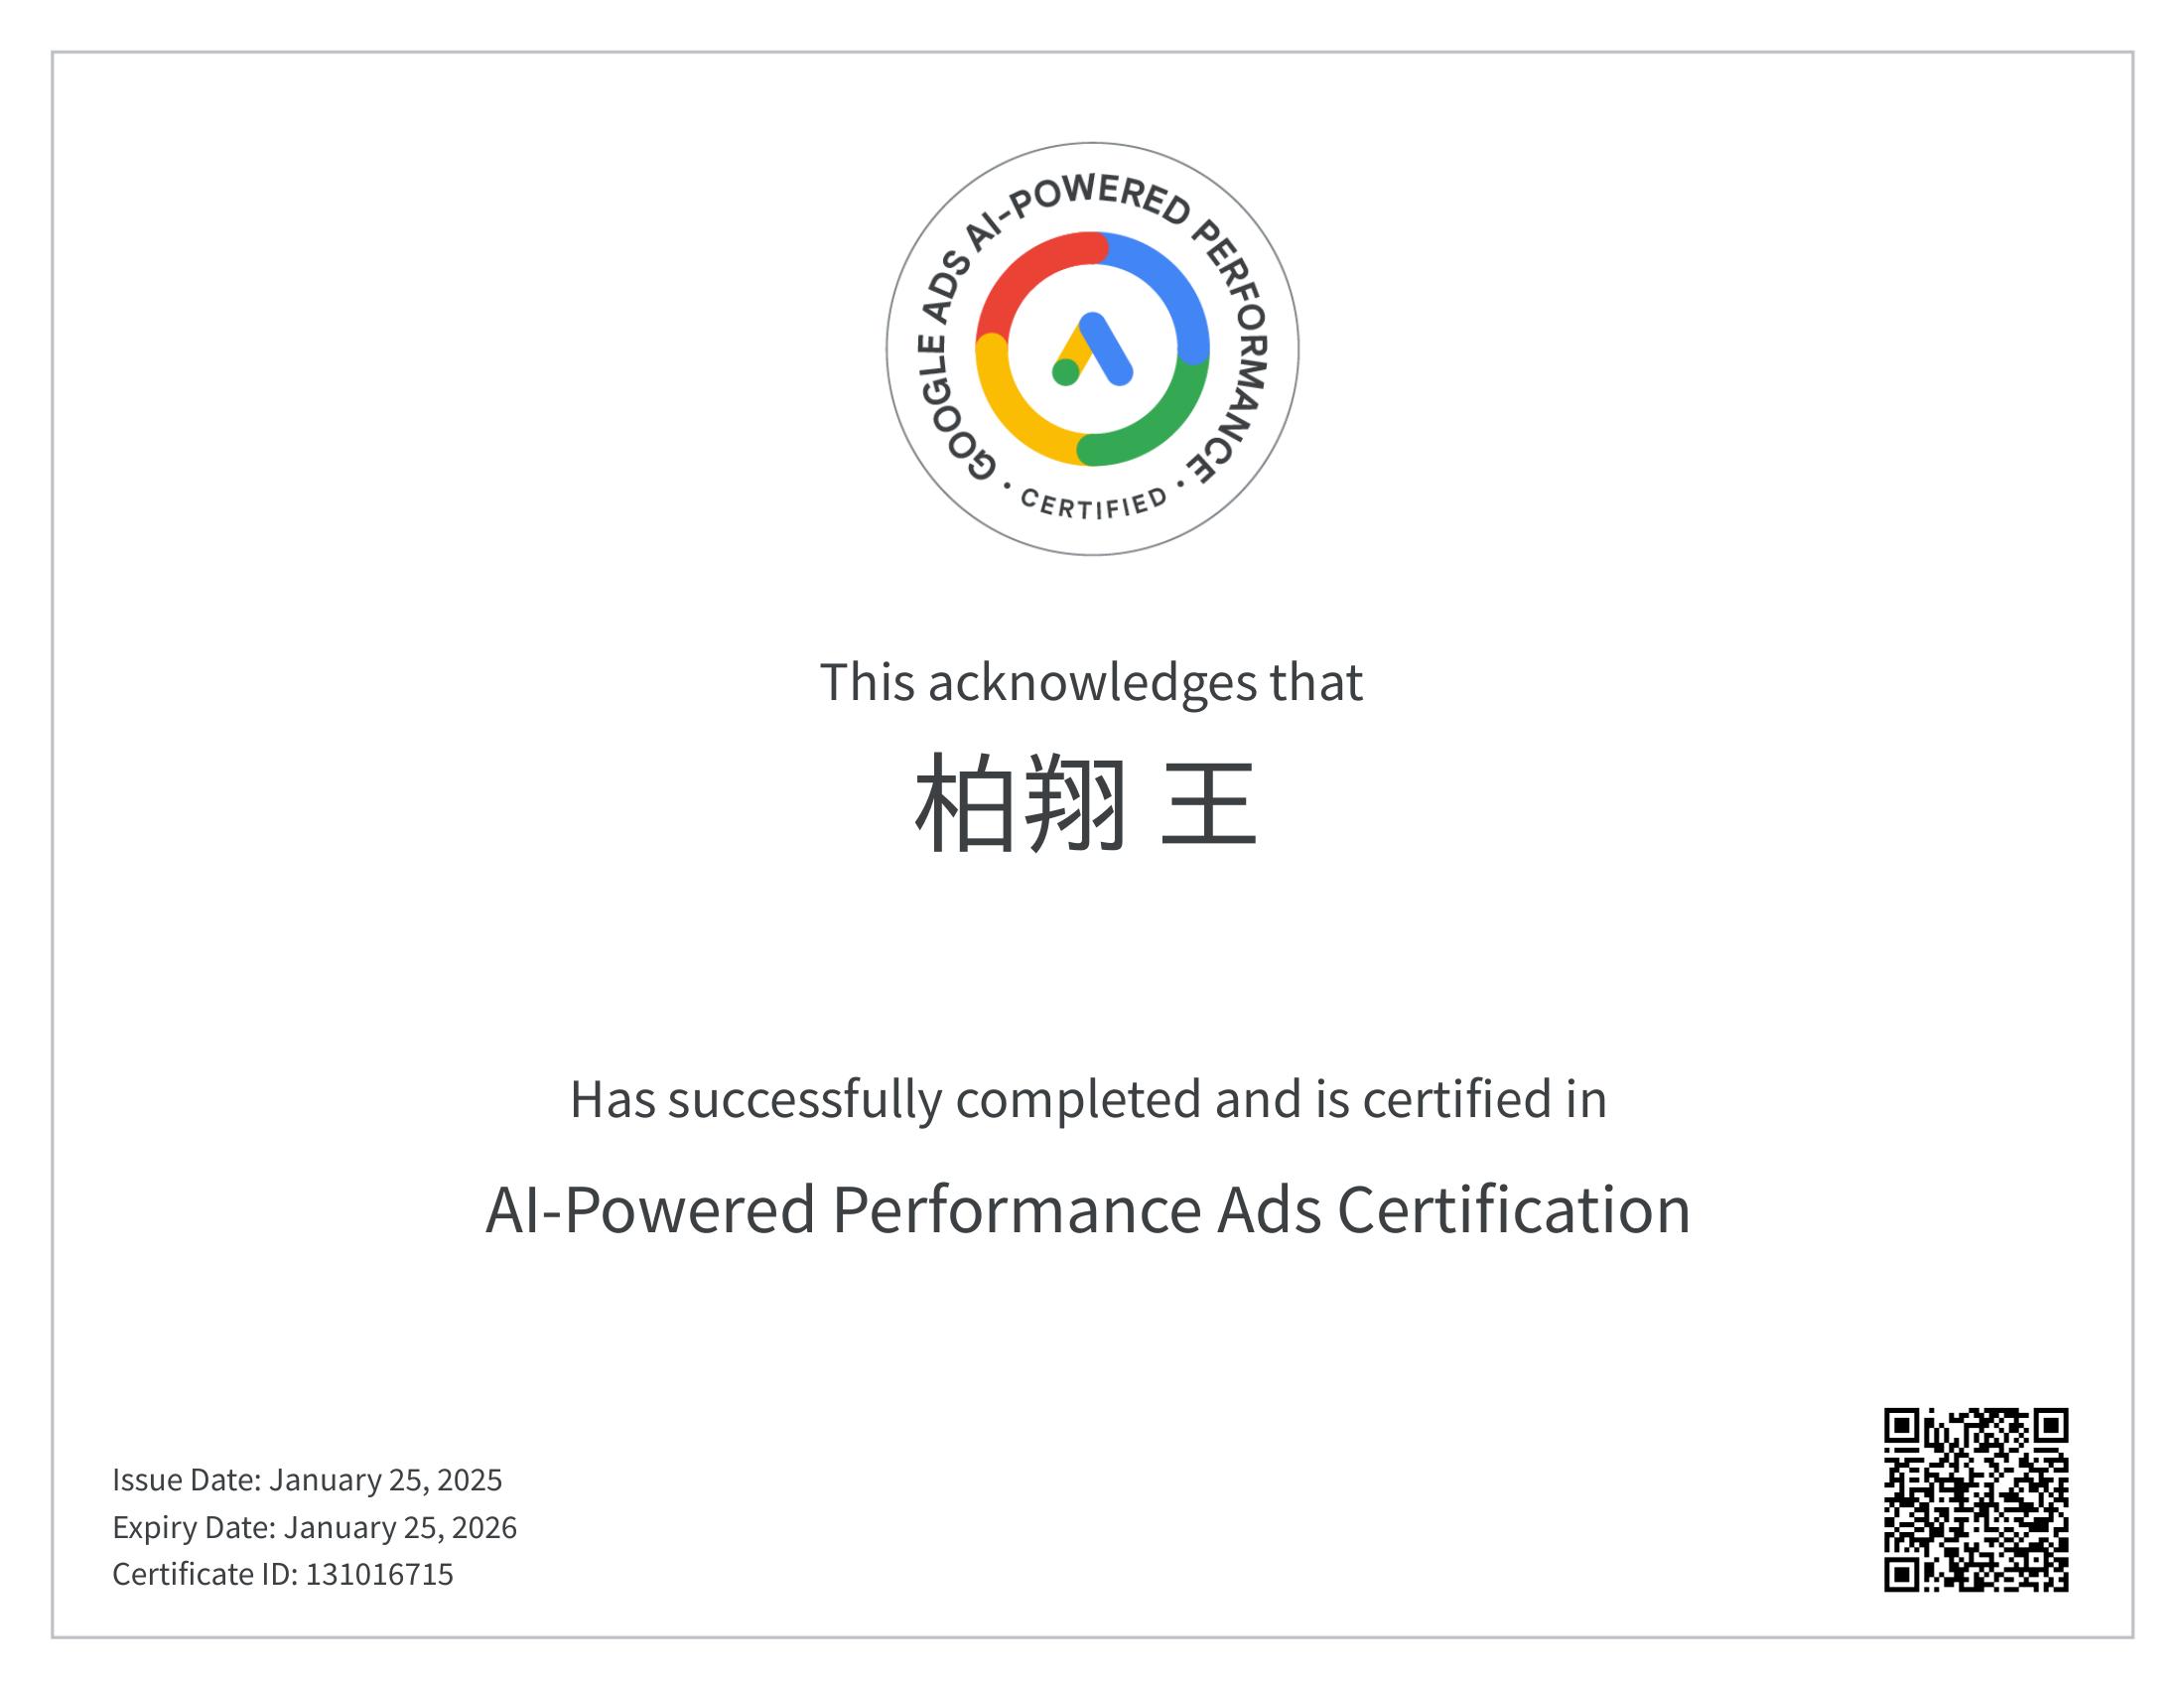 GOOGLE ADS AI-POWERED PERFORMANCE
• CERTIFIED •
This acknowledges that
柏翔 王
Has successfully completed and is certified in
AI-Powered Performance Ads Certification
Issue Date: January 25, 2025
Expiry Date: January 25, 2026
Certificate ID: 131016715